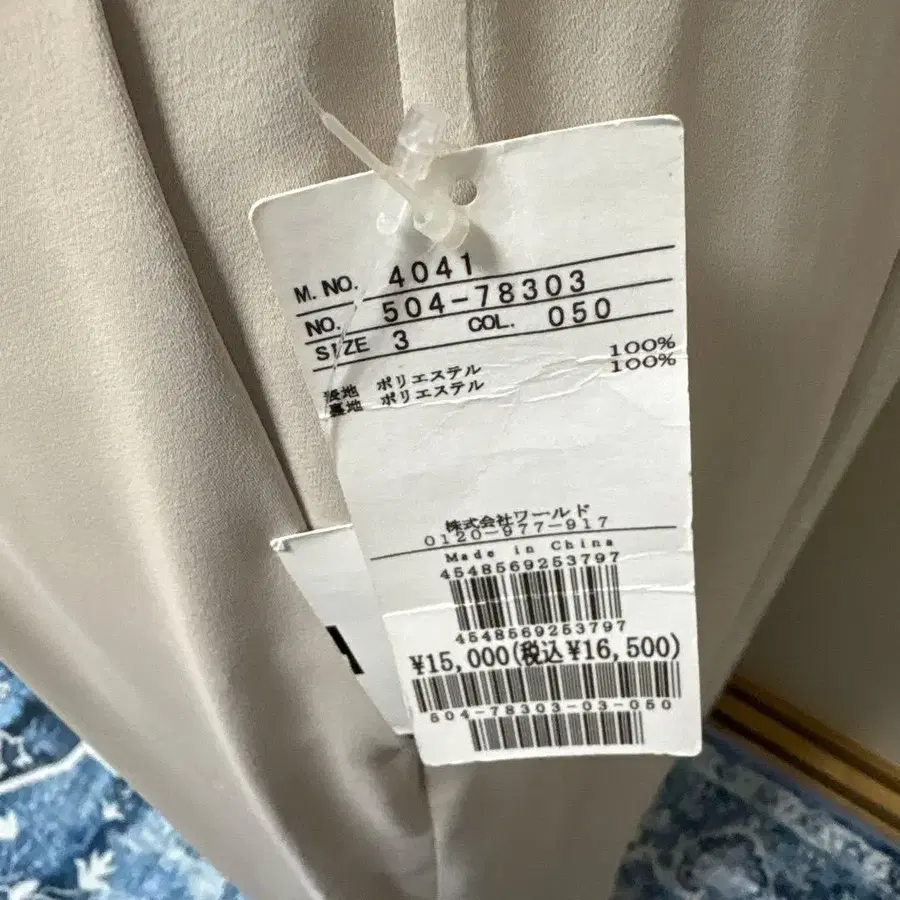 M. NO. 4041
NO. 504-78303
SIZE 3 COL. 050
表地 ポリエステル 100%
裏地 ポリエステル 100%
株式会社ワールド
0120-977-917
Made in China
4548569253797
4548569253797
¥15,000(税込¥16,500)
504-78303-03-050